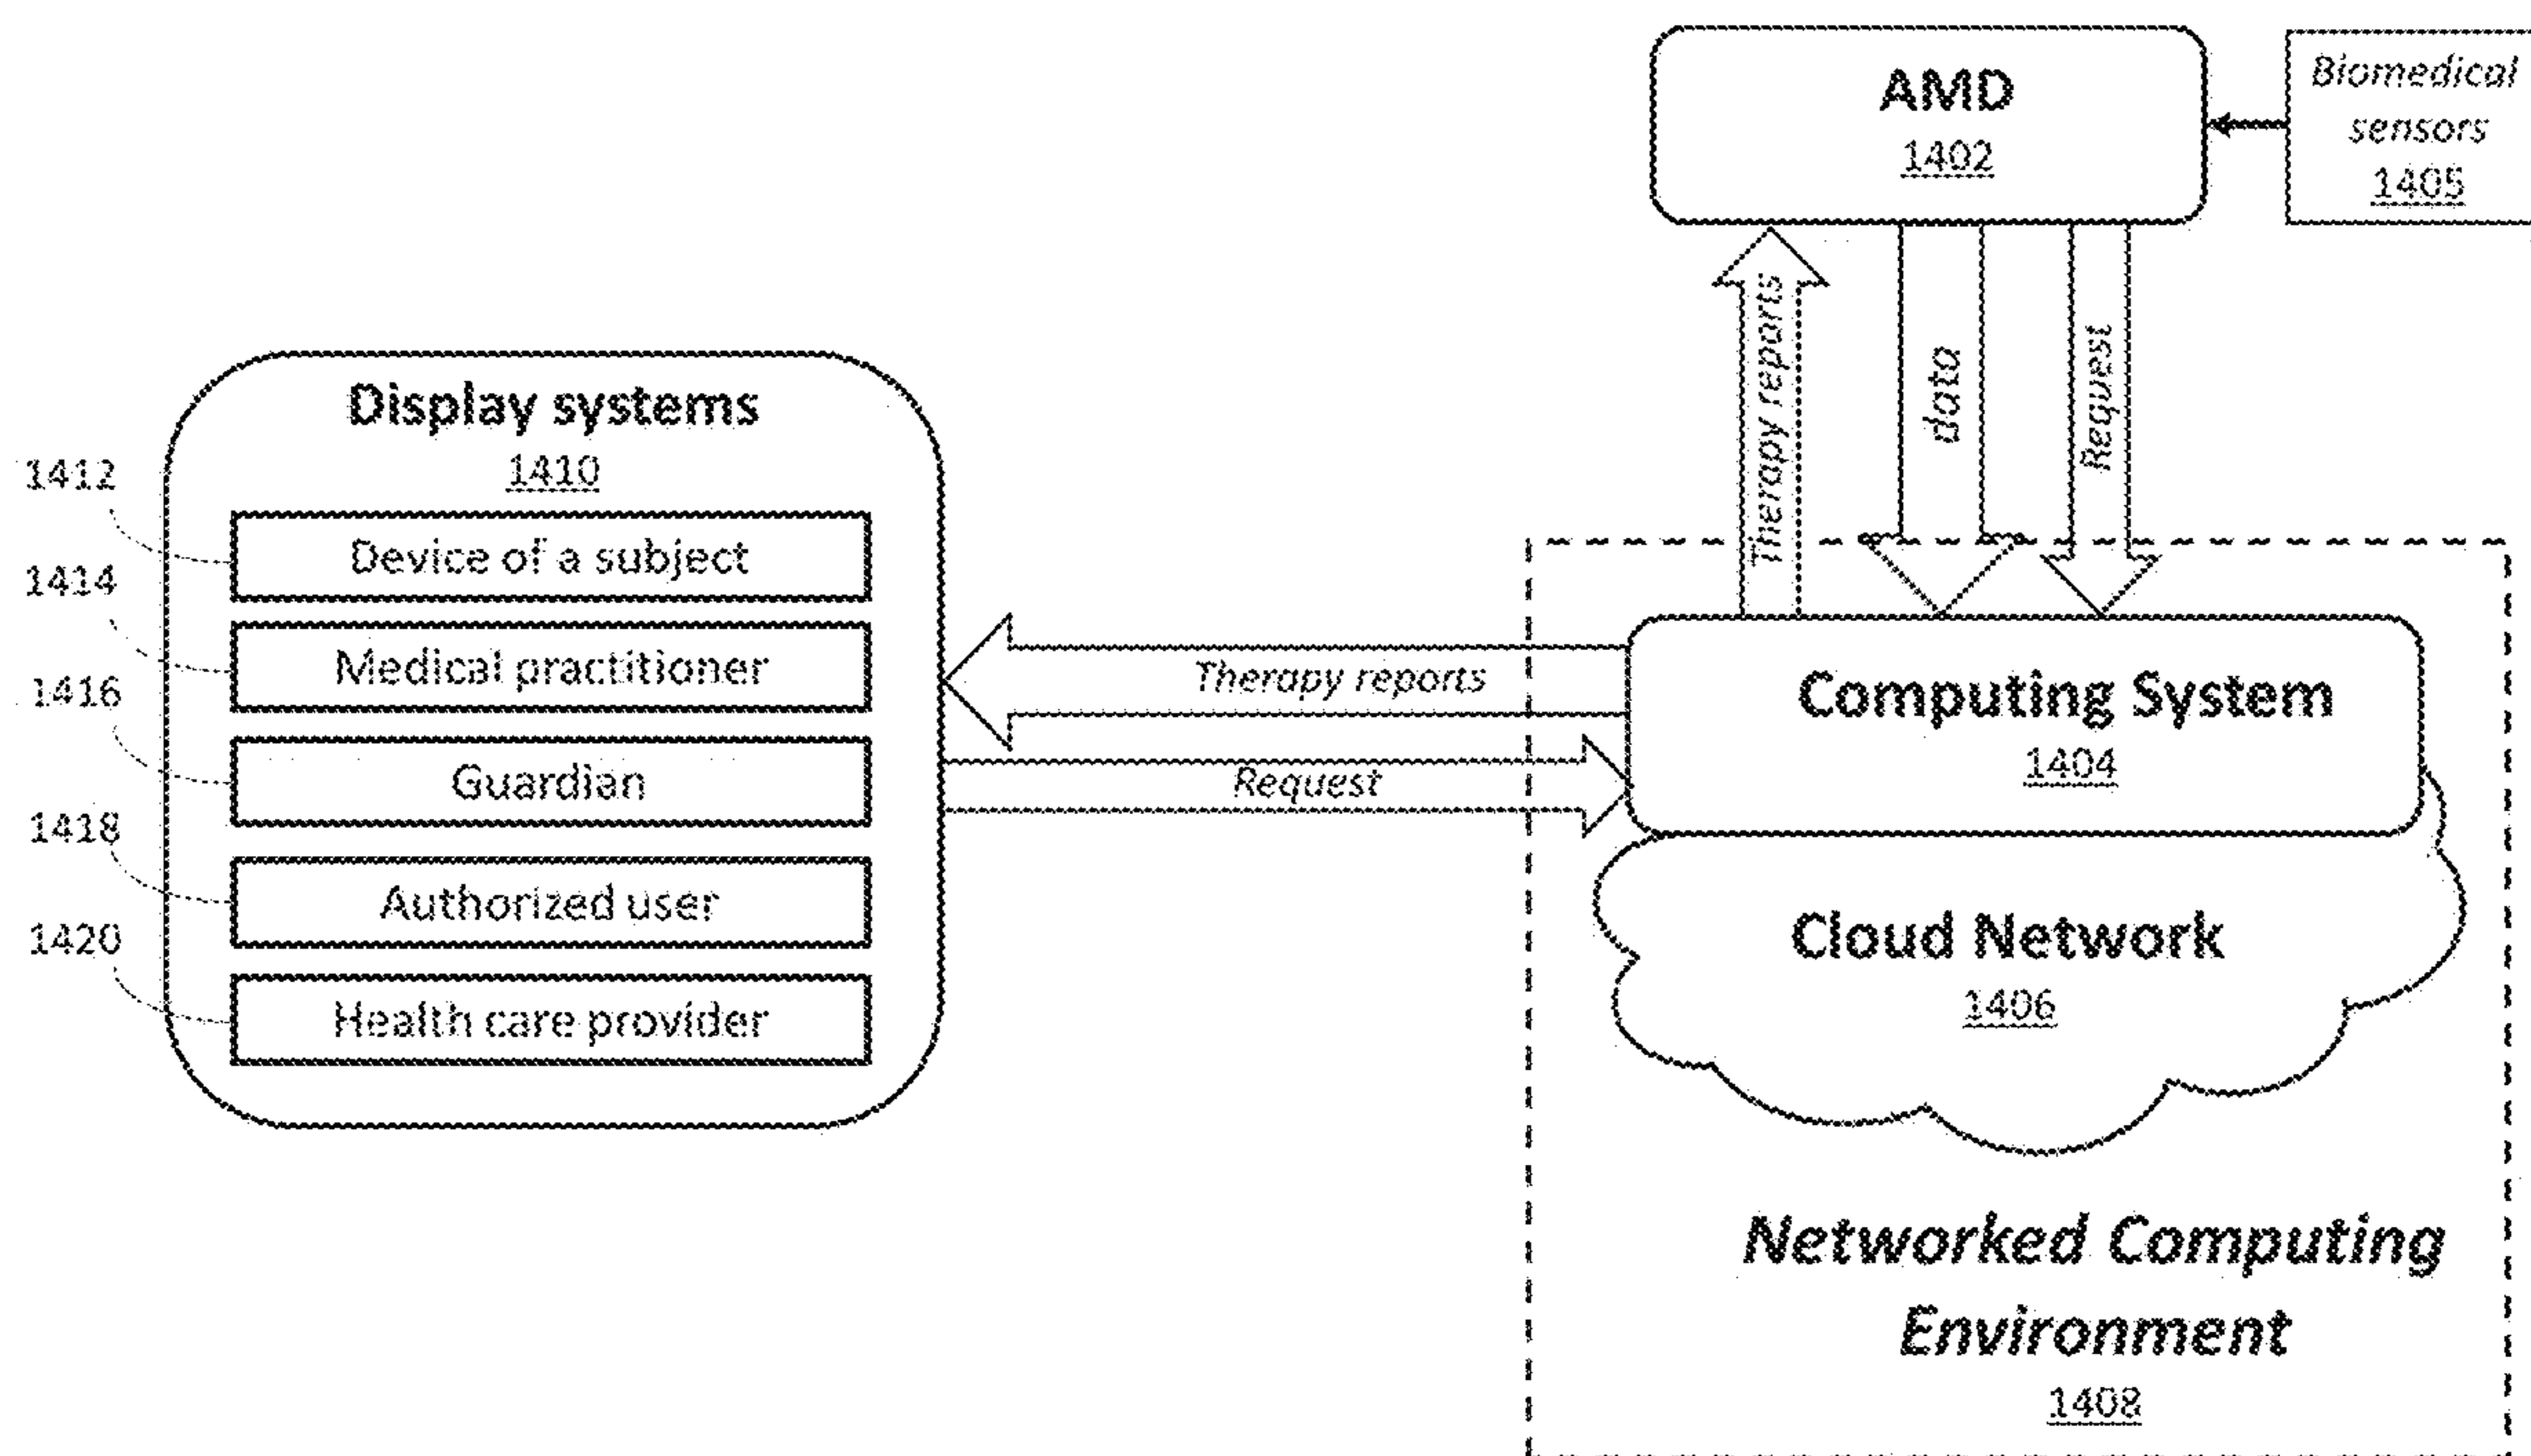 AMD
1402
Biomedical
sensors
1405
Therapy reports
data
Request
Display systems
1410
1412
Device of a subject
1414
Medical practitioner
1416
Guardian
1418
Authorized user
1420
Health care provider
Therapy reports
Request
Computing System
1404
Cloud Network
1406
Networked Computing
Environment
1408